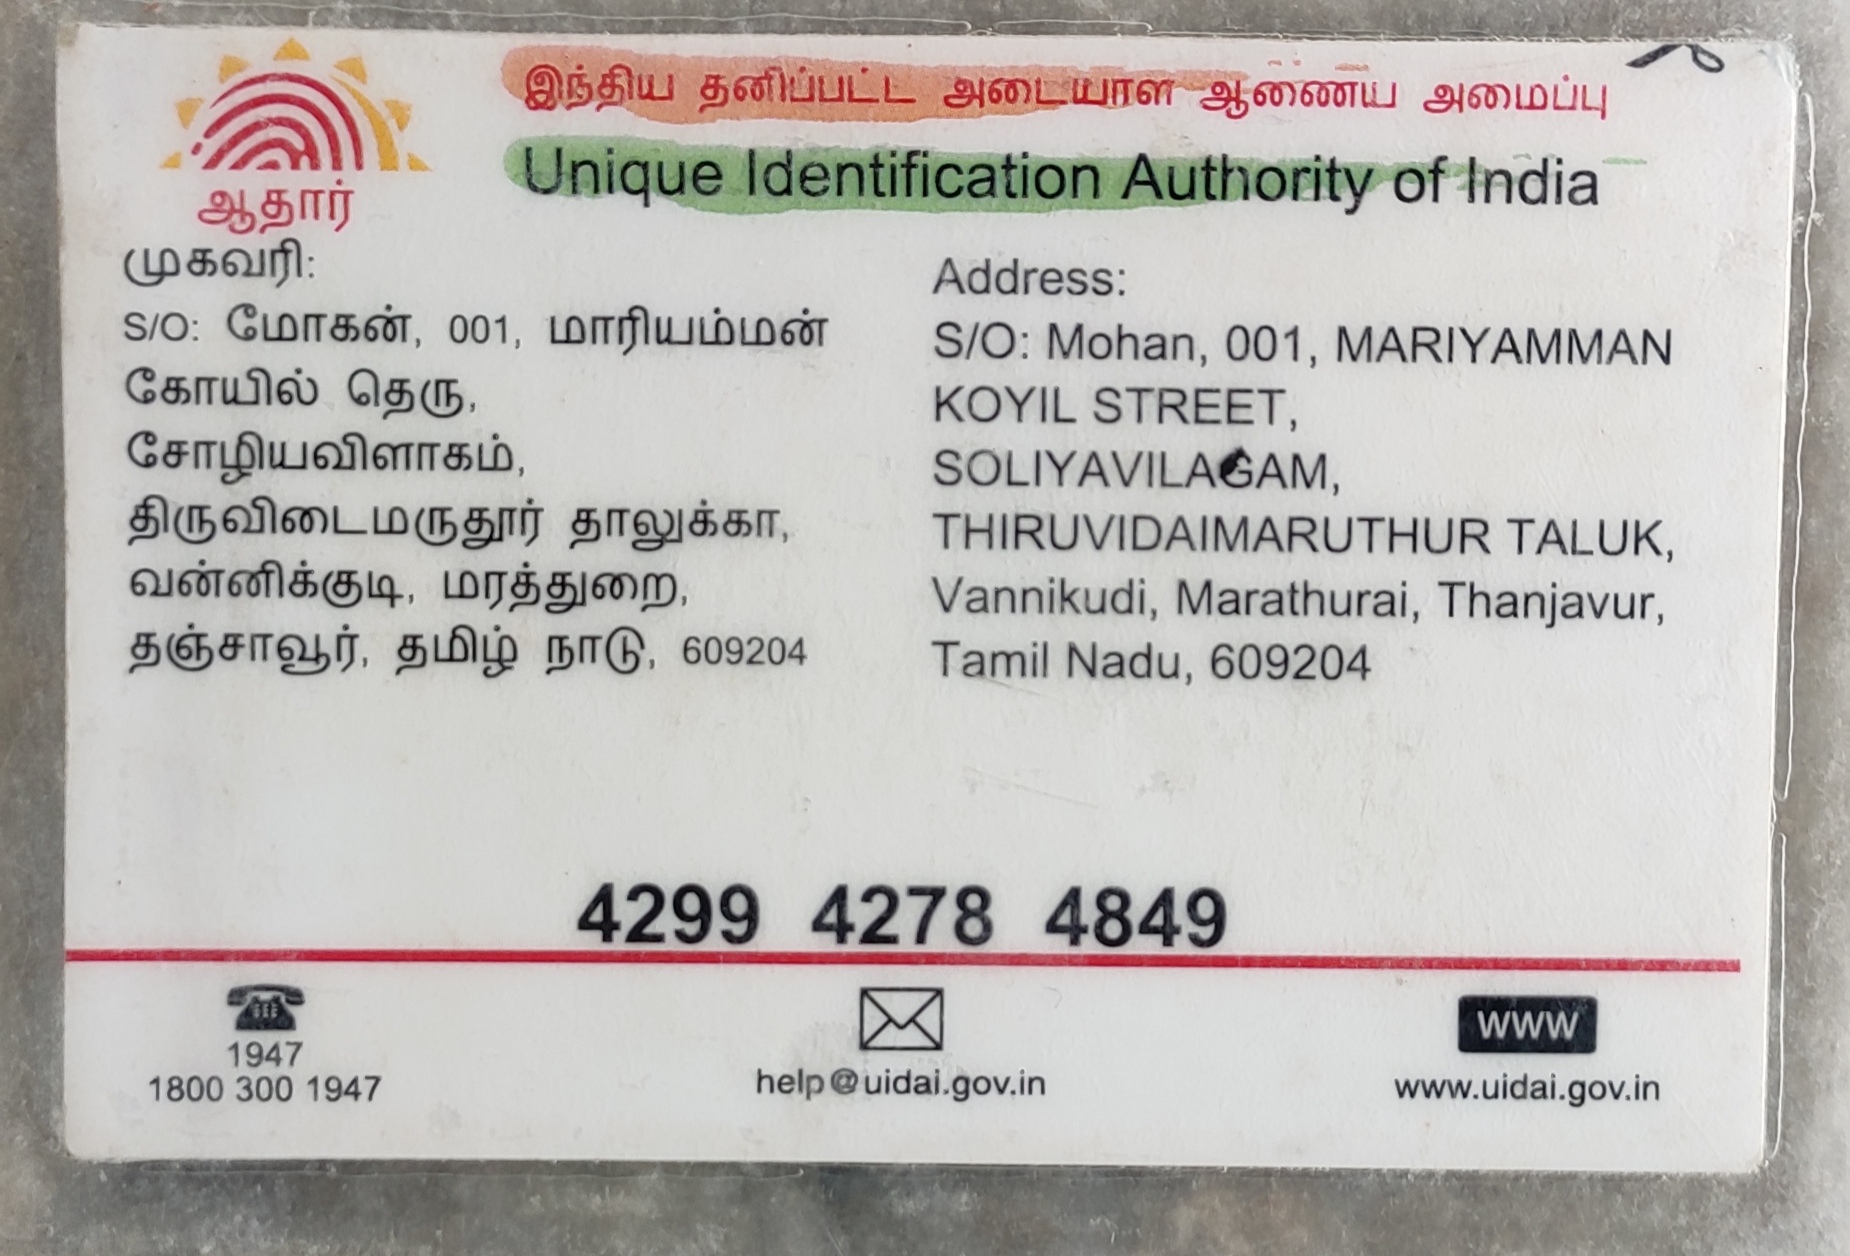 இந்திய தனிப்பட்ட அடையாள ஆணைய அமைப்பு
Unique Identification Authority of India
ஆதார்
முகவரி:
S/O: மோகன், 001, மாரியம்மன்
கோயில் தெரு,
சோழியவிளாகம்,
திருவிடைமருதூர் தாலுக்கா,
வன்னிக்குடி, மரத்துறை,
தஞ்சாவூர், தமிழ் நாடு, 609204
Address:
S/O: Mohan, 001, MARIYAMMAN
KOYIL STREET,
SOLIYAVILAGAM,
THIRUVIDAIMARUTHUR TALUK,
Vannikudi, Marathurai, Thanjavur,
Tamil Nadu, 609204
4299 4278 4849
1947
1800 300 1947
help@uidai.gov.in
www
www.uidai.gov.in